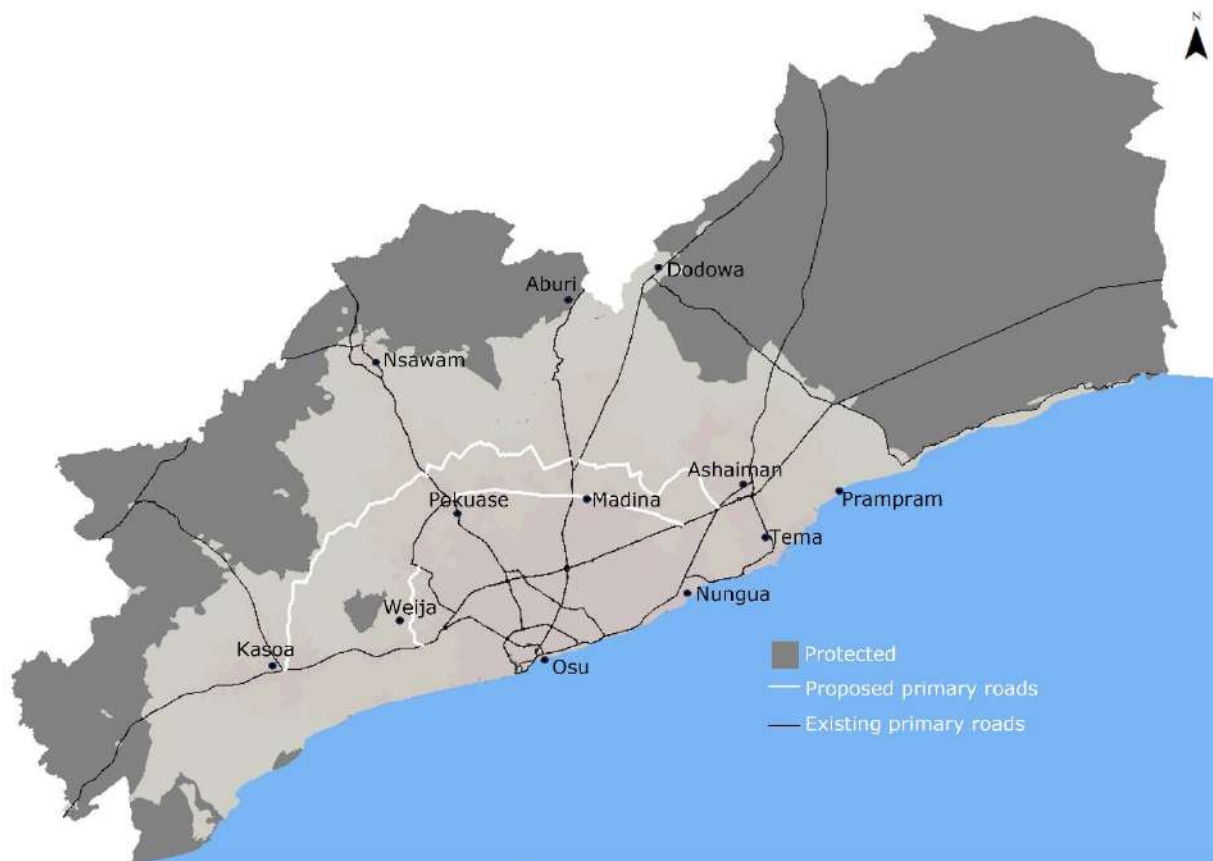 N
Dodowa
Aburi
Nsawam
Ashaiman
Pokuase
Madina
Prampram
Tema
Nungua
Weija
Kasoa
Osu
Protected
Proposed primary roads
Existing primary roads